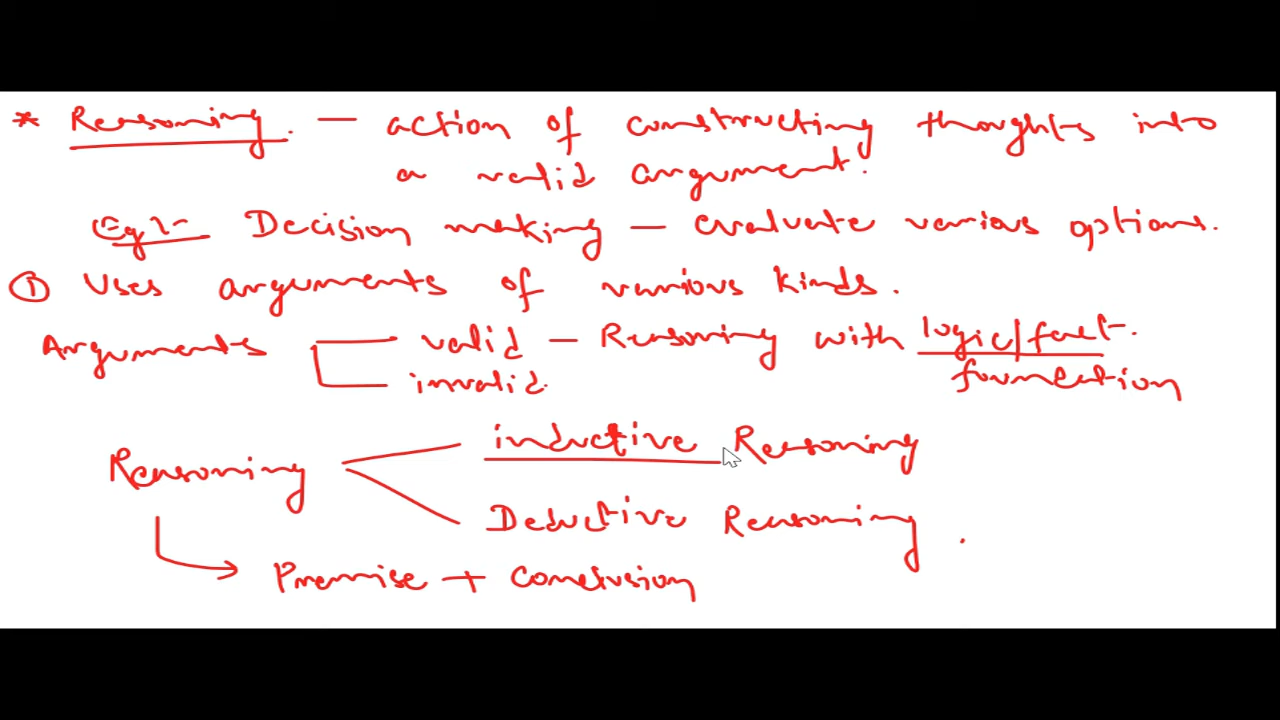 * Reasoning. — action of constructing thoughts into
a valid argument.
Eg:- Decision making — evaluate various options.
① Uses arguments of various kinds.
Arguments valid — Reasoning with logic/fact.
invalid. foundation
inductive Reasoning
Reasoning
Deductive Reasoning.
Premise + Conclusion